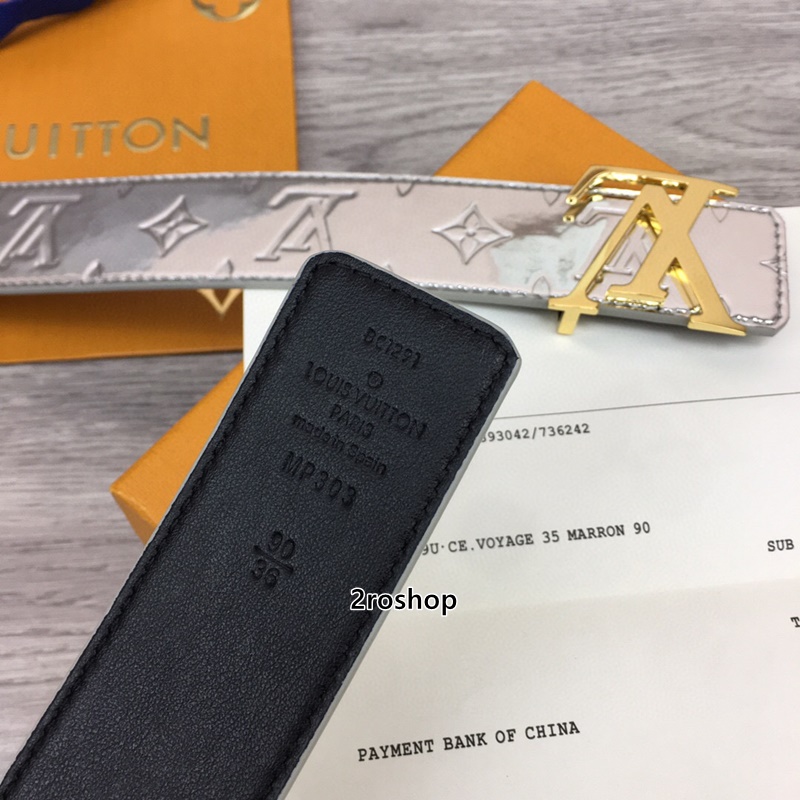 UITTON
DC1221
LOUIS VUITTON
PARIS
made in Spain
MP303
90
36
393042/736242
9U·CE.VOYAGE 35 MARRON 90
SUB
T
2roshop
PAYMENT BANK OF CHINA